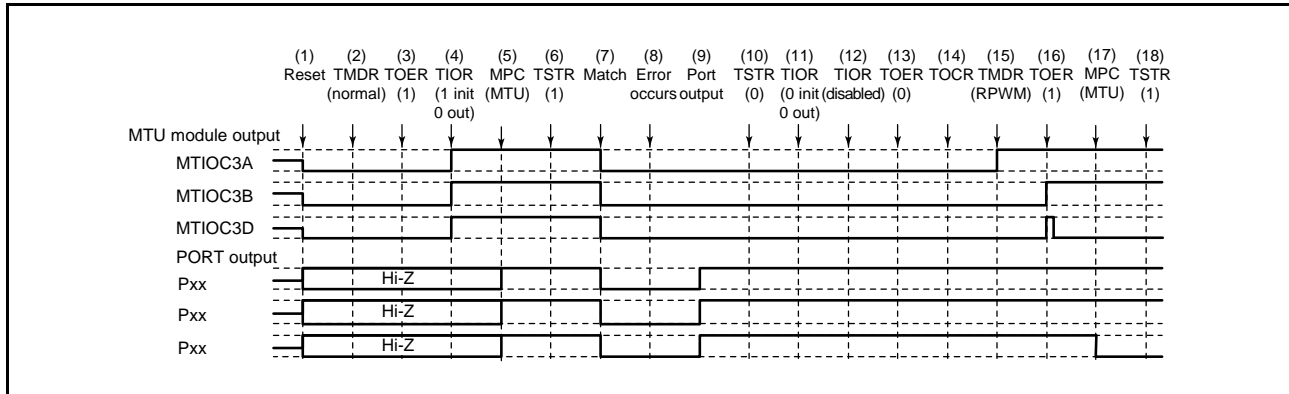 (1) (2) (3) (4) (5) (6) (7) (8) (9) (10) (11) (12) (13) (14) (15) (16) (17) (18)
Reset TMDR TOER TIOR MPC TSTR Match Error Port TSTR TIOR TIOR TOER TOCR TMDR TOER MPC TSTR
(normal) (1) (1 init (MTU) (1) occurs output (0) (0 init (disabled) (0) (RPWM) (1) (MTU) (1)
0 out) 0 out)
MTU module output
MTIOC3A
MTIOC3B
MTIOC3D
PORT output
Pxx Hi-Z
Pxx Hi-Z
Pxx Hi-Z